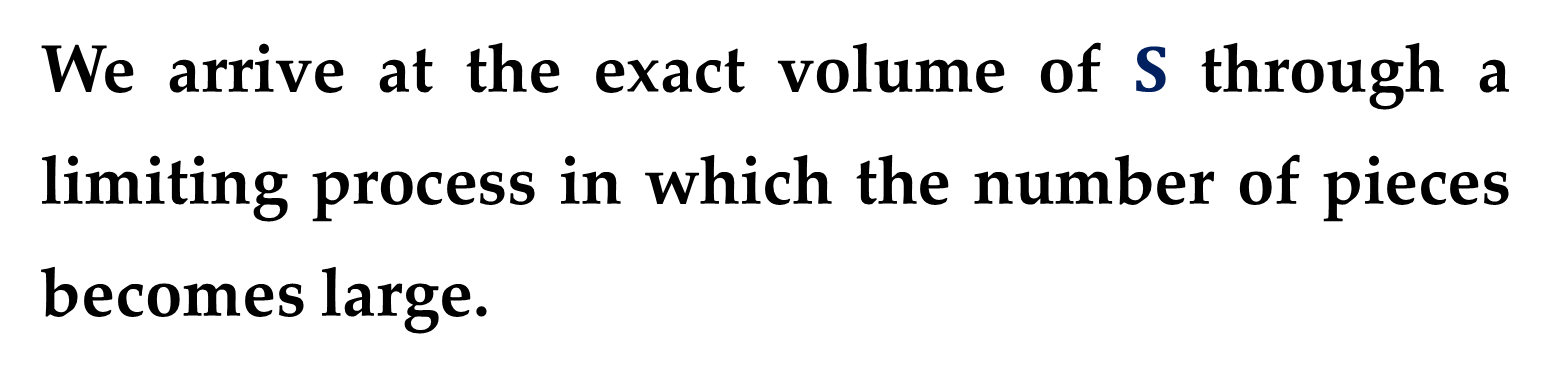 We arrive at the exact volume of S through a
limiting process in which the number of pieces
becomes large.